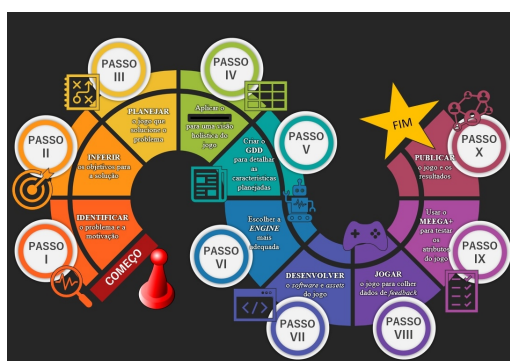 COMEÇO
PASSO
I
IDENTIFICAR
o problema e a
motivação
PASSO
II
INFERIR
os objetivos para
a solução
PASSO
III
PLANEJAR
o jogo que
solucione o
problema
PASSO
IV
Aplicar o
para uma visão
holística do
jogo
PASSO
V
Criar o
GDD
para detalhar
as
características
planejadas
PASSO
VI
Escolher a
ENGINE
mais
adequada
PASSO
VII
DESENVOLVER
o software e assets
do jogo
PASSO
VIII
JOGAR
o jogo para colher
dados de feedback
PASSO
IX
Usar o
MEEGA+
para testar
os
atributos
do jogo
PASSO
X
PUBLICAR
o jogo e os
resultados
FIM